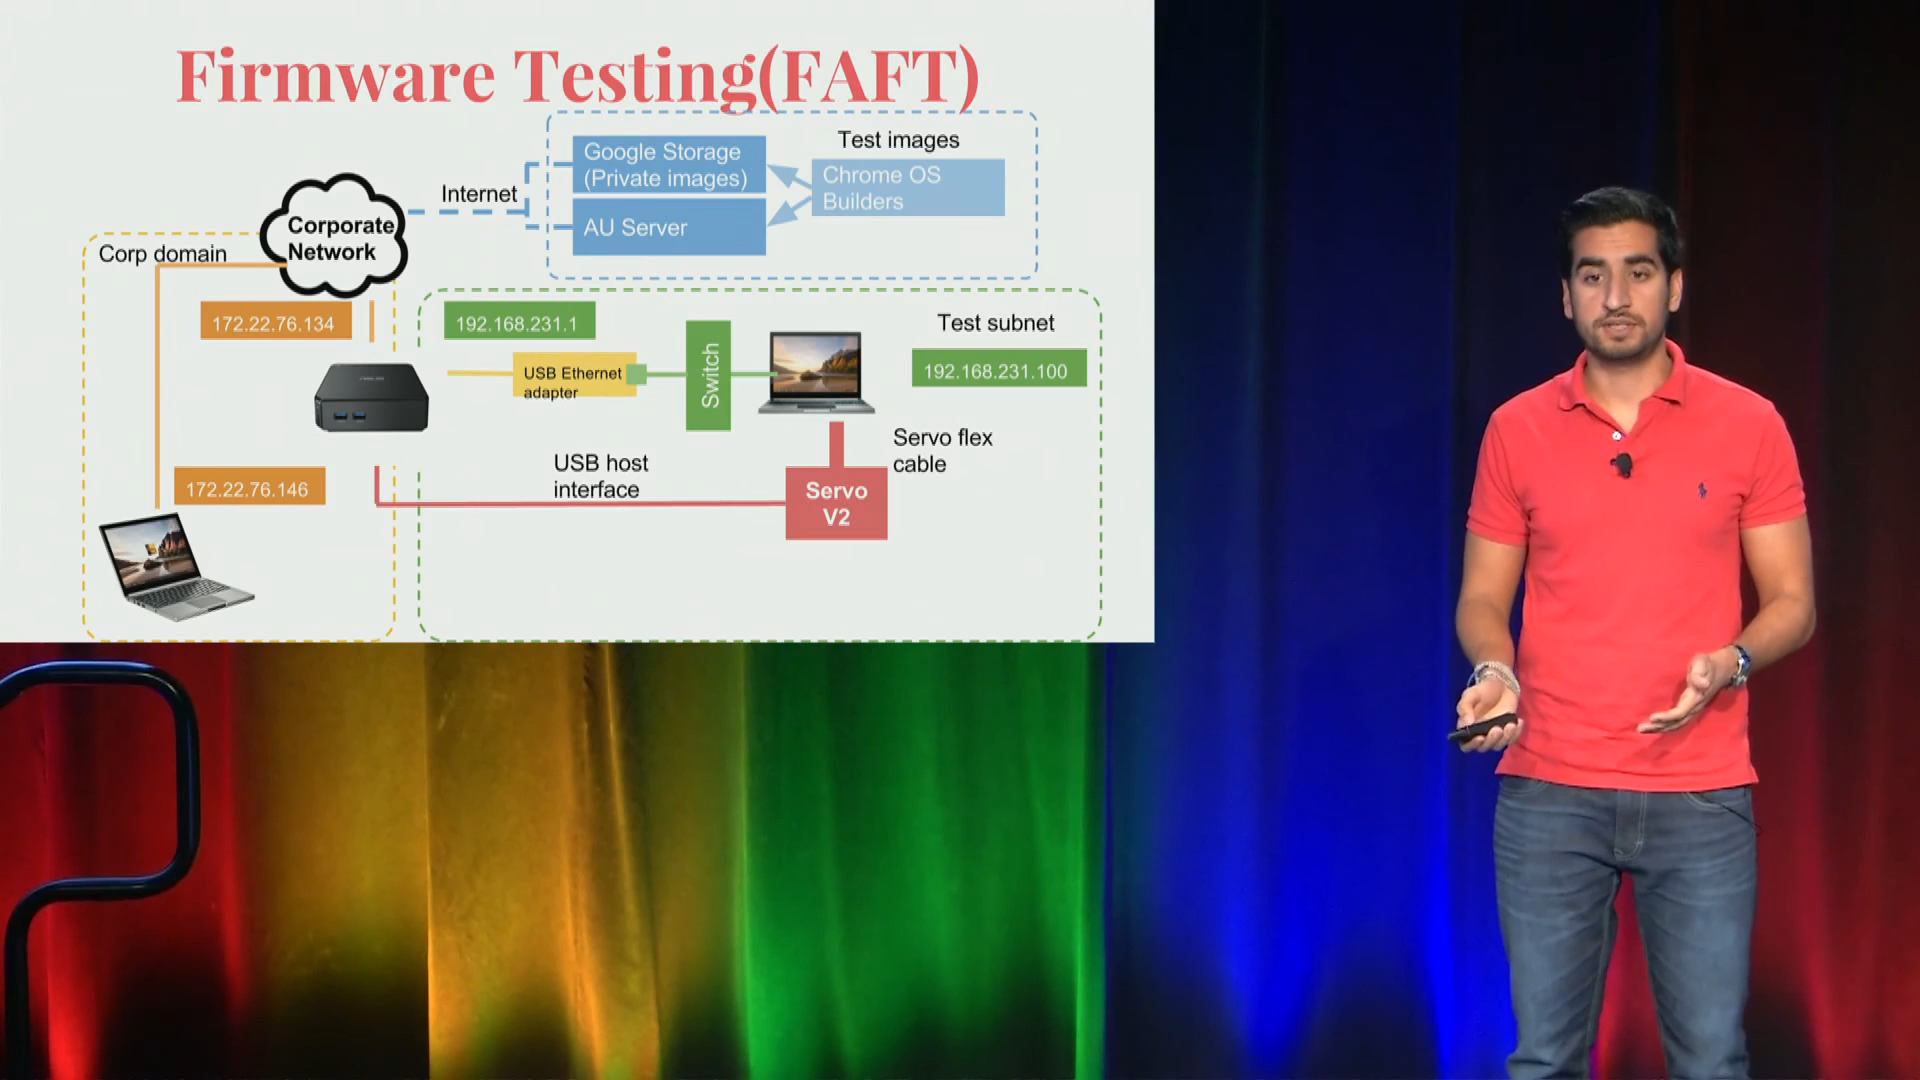 Firmware Testing(FAFT)
Test images
Google Storage
(Private images)
Chrome OS
Builders
Internet
AU Server
Corporate
Network
Corp domain
172.22.76.134
192.168.231.1
Test subnet
192.168.231.100
USB Ethernet
adapter
Switch
Servo flex
cable
USB host
interface
172.22.76.146
Servo
V2